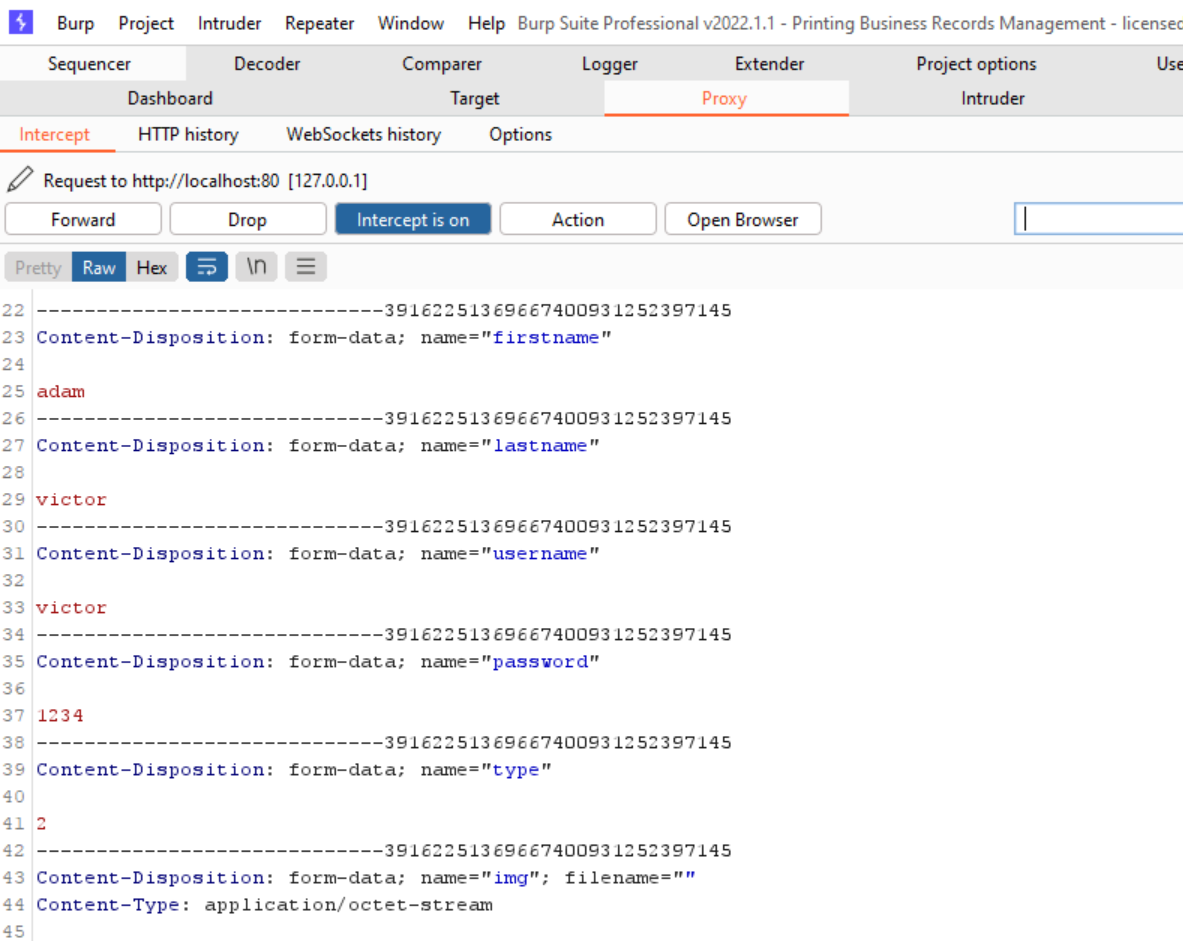 Burp Project Intruder Repeater Window Help Burp Suite Professional v2022.1.1 - Printing Business Records Management - licensed
Sequencer Decoder Comparer Logger Extender Project options Use
Dashboard Target Proxy Intruder
Intercept HTTP history WebSockets history Options
Request to http://localhost:80 [127.0.0.1]
Forward Drop Intercept is on Action Open Browser
Pretty Raw Hex \n
22 -----------------------------39162251369667400931252397145
23 Content-Disposition: form-data; name="firstname"
24
25 adam
26 -----------------------------39162251369667400931252397145
27 Content-Disposition: form-data; name="lastname"
28
29 victor
30 -----------------------------39162251369667400931252397145
31 Content-Disposition: form-data; name="username"
32
33 victor
34 -----------------------------39162251369667400931252397145
35 Content-Disposition: form-data; name="password"
36
37 1234
38 -----------------------------39162251369667400931252397145
39 Content-Disposition: form-data; name="type"
40
41 2
42 -----------------------------39162251369667400931252397145
43 Content-Disposition: form-data; name="img"; filename=""
44 Content-Type: application/octet-stream
45